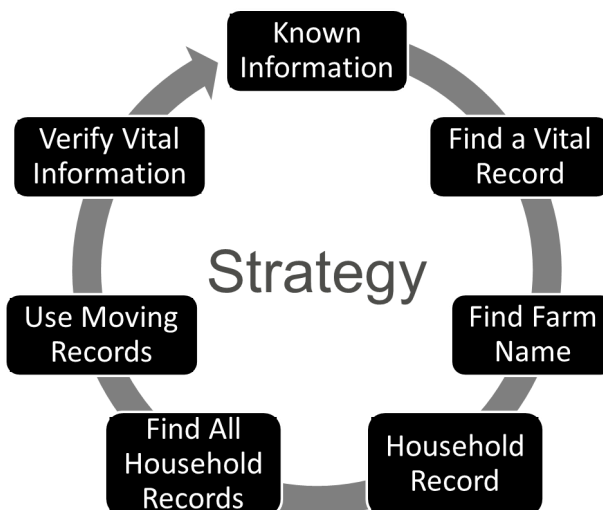 Known
Information
Find a Vital
Record
Find Farm
Name
Household
Record
Find All
Household
Records
Use Moving
Records
Verify Vital
Information
Strategy